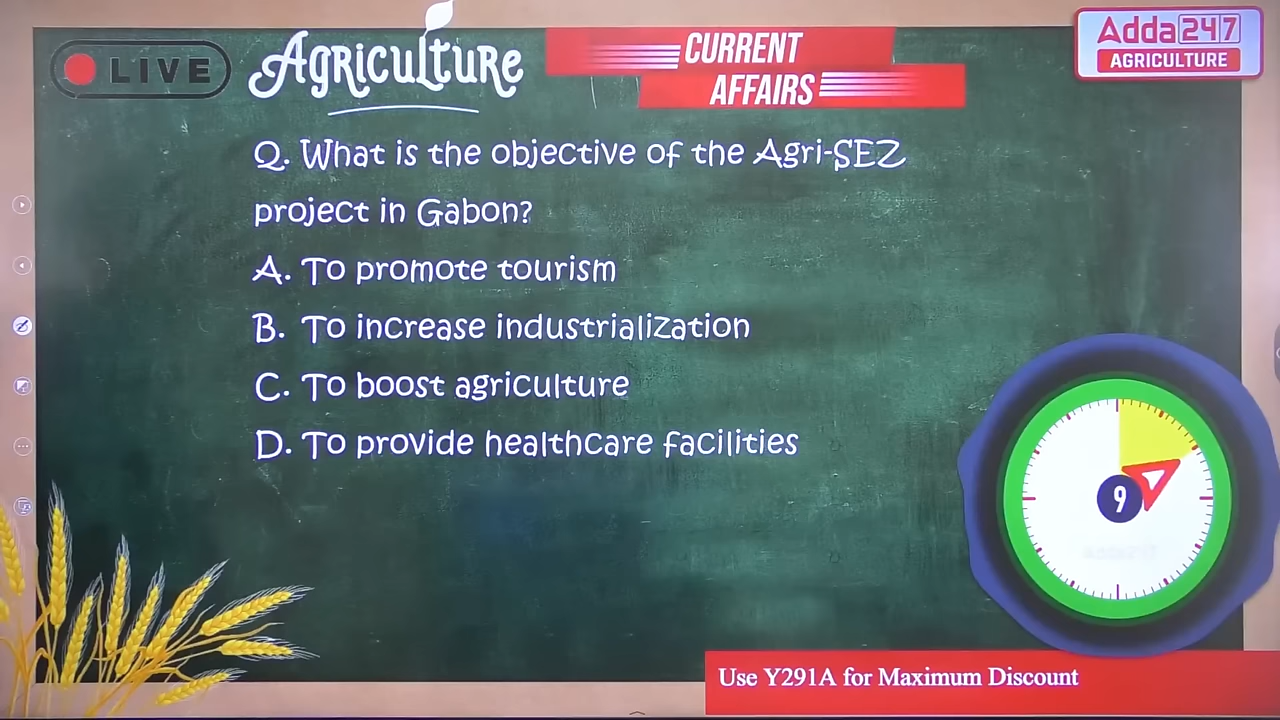 LIVE
AGRICULTURE
CURRENT
AFFAIRS
Adda247
AGRICULTURE
Q. What is the objective of the Agri-SEZ
project in Gabon?
A. To promote tourism
B. To increase industrialization
C. To boost agriculture
D. To provide healthcare facilities
9
Use Y291A for Maximum Discount